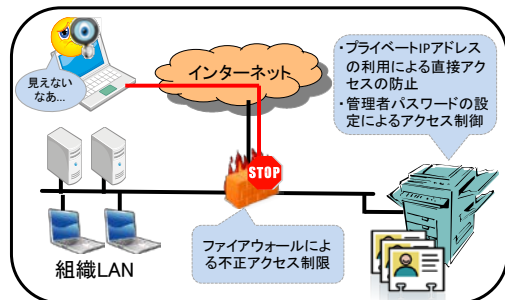 見えない
なあ...
インターネット
・プライベートIPアドレス
の利用による直接アク
セスの防止
・管理者パスワードの設
定によるアクセス制御
STOP
ファイアウォールによ
る不正アクセス制限
組織LAN